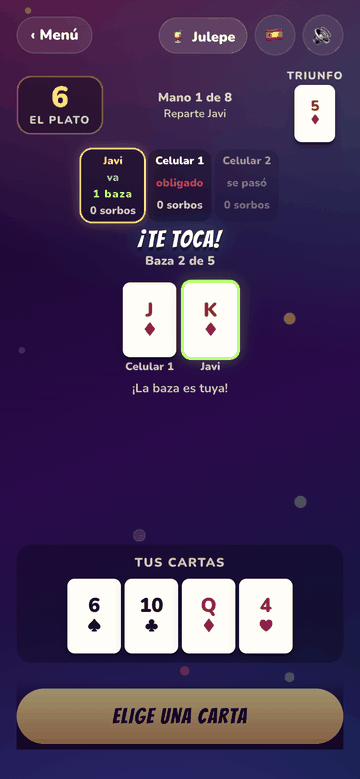 ‹ Menú
Julepe
6
EL PLATO
Mano 1 de 8
Reparte Javi
TRIUNFO
5
Javi
va
1 baza
0 sorbos
Celular 1
obligado
0 sorbos
Celular 2
se pasó
0 sorbos
¡TE TOCA!
Baza 2 de 5
J
K
Celular 1
Javi
¡La baza es tuya!
TUS CARTAS
6
10
Q
4
ELIGE UNA CARTA